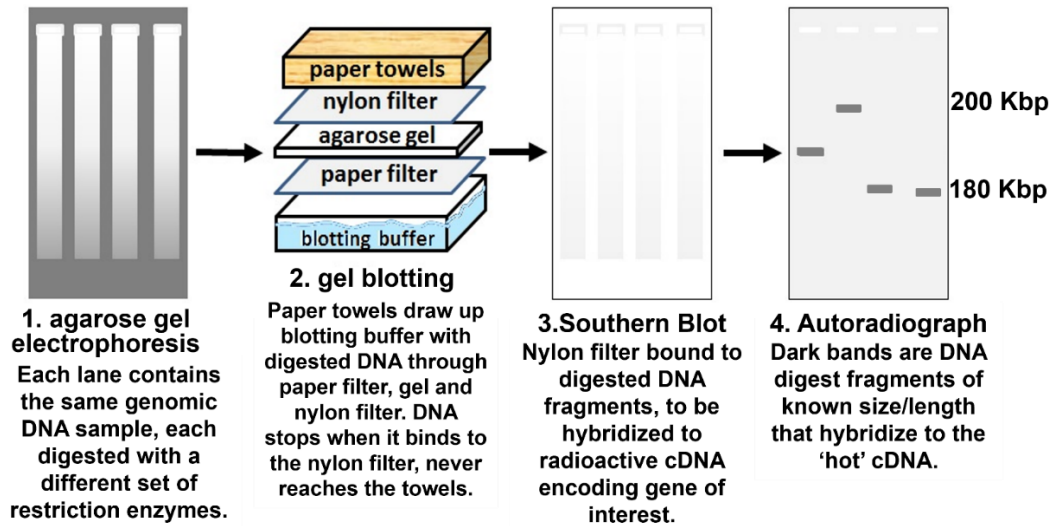 paper towels
nylon filter
agarose gel
paper filter
blotting buffer
200 Kbp
180 Kbp
1. agarose gel
electrophoresis
Each lane contains
the same genomic
DNA sample, each
digested with a
different set of
restriction enzymes.
2. gel blotting
Paper towels draw up
blotting buffer with
digested DNA through
paper filter, gel and
nylon filter. DNA
stops when it binds to
the nylon filter, never
reaches the towels.
3.Southern Blot
Nylon filter bound to
digested DNA
fragments, to be
hybridized to
radioactive cDNA
encoding gene of
interest.
4. Autoradiograph
Dark bands are DNA
digest fragments of
known size/length
that hybridize to the
‘hot’ cDNA.